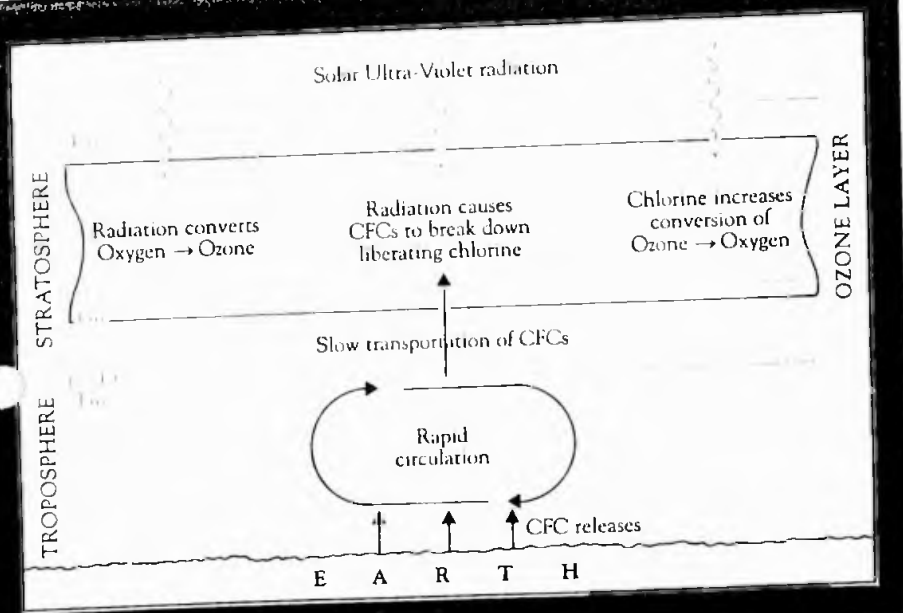 Solar Ultra-Violet radiation
STRATOSPHERE
Radiation converts
Oxygen → Ozone
Radiation causes
CFCs to break down
liberating chlorine
Chlorine increases
conversion of
Ozone → Oxygen
OZONE LAYER
Slow transportation of CFCs
TROPOSPHERE
Rapid
circulation
CFC releases
E A R T H